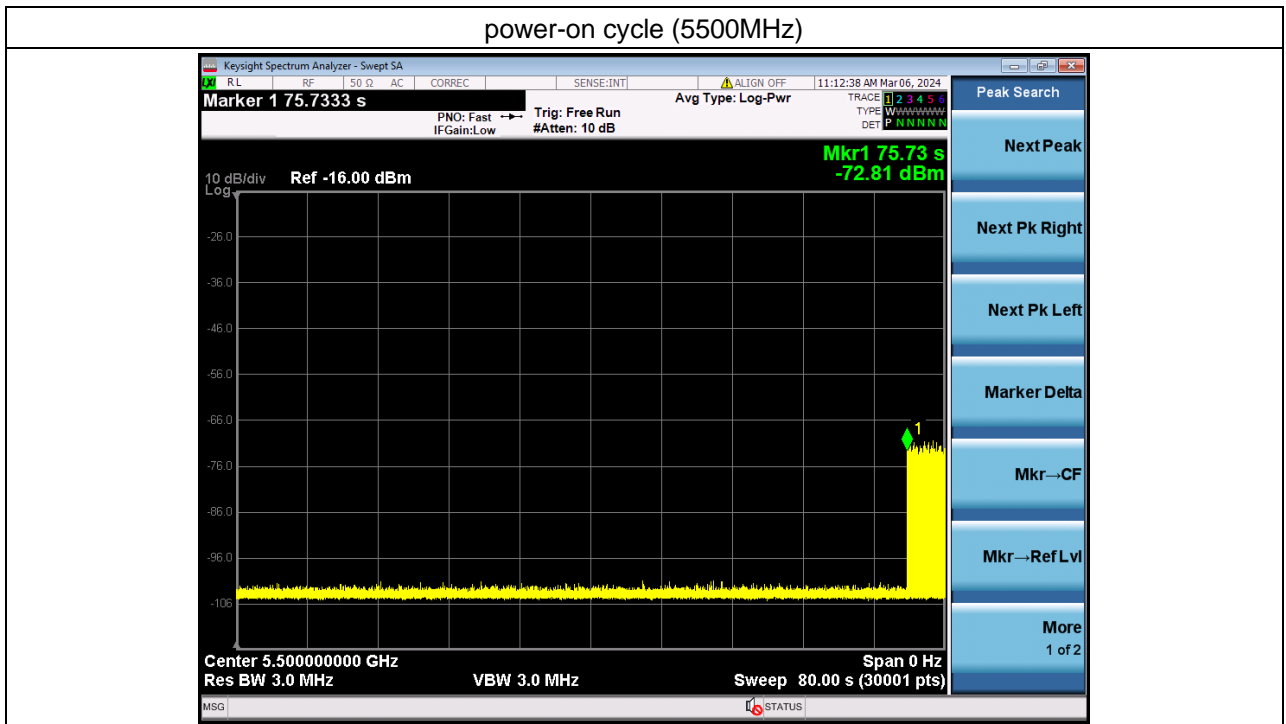 power-on cycle (5500MHz)
Keysight Spectrum Analyzer - Swept SA
LXI RL RF 50 Ω AC CORREC SENSE:INT ALIGN OFF 11:12:38 AM Mar 06, 2024
Marker 1 75.7333 s
PNO: Fast
IFGain:Low
Trig: Free Run
#Atten: 10 dB
Avg Type: Log-Pwr
TRACE 1 2 3 4 5 6
TYPE WWWWWW
DET P N N N N N
Peak Search
Mkr1 75.73 s
-72.81 dBm
10 dB/div Ref -16.00 dBm
Log
-26.0
-36.0
-46.0
-56.0
-66.0
-76.0
-86.0
-96.0
-106
1
Next Peak
Next Pk Right
Next Pk Left
Marker Delta
Mkr→CF
Mkr→Ref Lvl
More
1 of 2
Center 5.500000000 GHz Span 0 Hz
Res BW 3.0 MHz VBW 3.0 MHz Sweep 80.00 s (30001 pts)
MSG STATUS